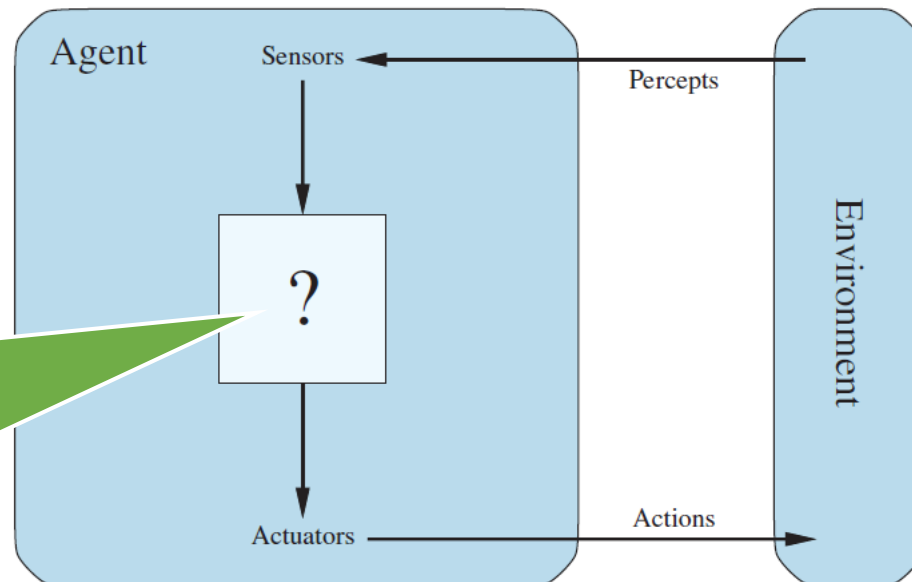 Agent
Sensors
Percepts
?
Environment
Actuators
Actions